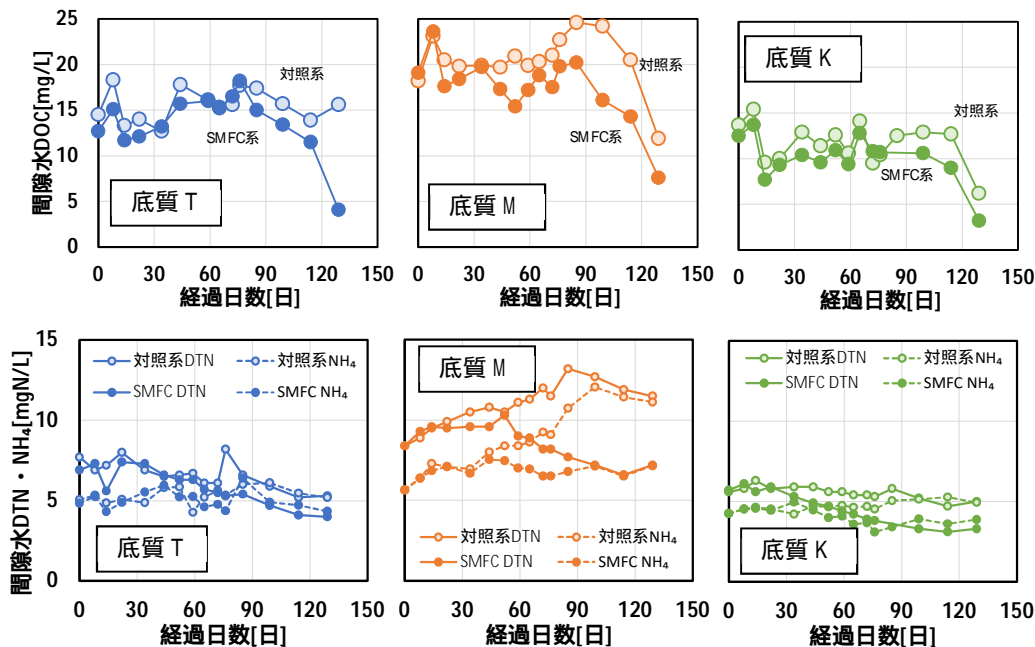 間隙水DOC[mg/L]
25
20
15
10
5
0
対照系
SMFC系
底質 T
0 30 60 90 120 150
経過日数[日]
対照系
SMFC系
底質 M
0 30 60 90 120 150
経過日数[日]
底質 K
対照系
SMFC系
0 30 60 90 120 150
経過日数[日]
間隙水DTN・NH₄[mgN/L]
15
10
5
0
対照系DTN 対照系NH₄
SMFC DTN SMFC NH₄
底質 T
0 30 60 90 120 150
経過日数[日]
底質 M
対照系DTN 対照系NH₄
SMFC DTN SMFC NH₄
0 30 60 90 120 150
経過日数[日]
対照系DTN 対照系NH₄
SMFC DTN SMFC NH₄
底質 K
0 30 60 90 120 150
経過日数[日]